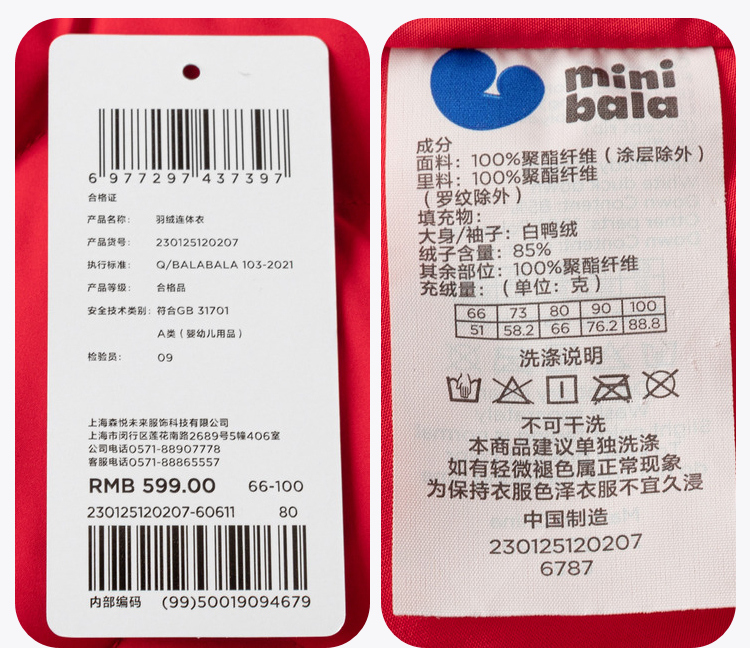 6 977297 437397
合格证
产品名称: 羽绒连体衣
产品货号: 230125120207
执行标准: Q/BALABALA 103-2021
产品等级: 合格品
安全技术类别: 符合GB 31701
A类(婴幼儿用品)
检验员: 09
上海森悦未来服饰科技有限公司
上海市闵行区莲花南路2689号5幢406室
公司电话0571-88907778
客服电话0571-88865557
RMB 599.00 66-100
230125120207-60611 80
内部编码 (99)50019094679
mini
bala
成分
面料: 100%聚酯纤维(涂层除外)
里料: 100%聚酯纤维
(罗纹除外)
填充物:
大身/袖子: 白鸭绒
绒子含量: 85%
其余部位: 100%聚酯纤维
充绒量: (单位: 克)
66 73 80 90 100
51 58.2 66 76.2 88.8
洗涤说明
不可干洗
本商品建议单独洗涤
如有轻微褪色属正常现象
为保持衣服色泽衣服不宜久浸
中国制造
230125120207
6787